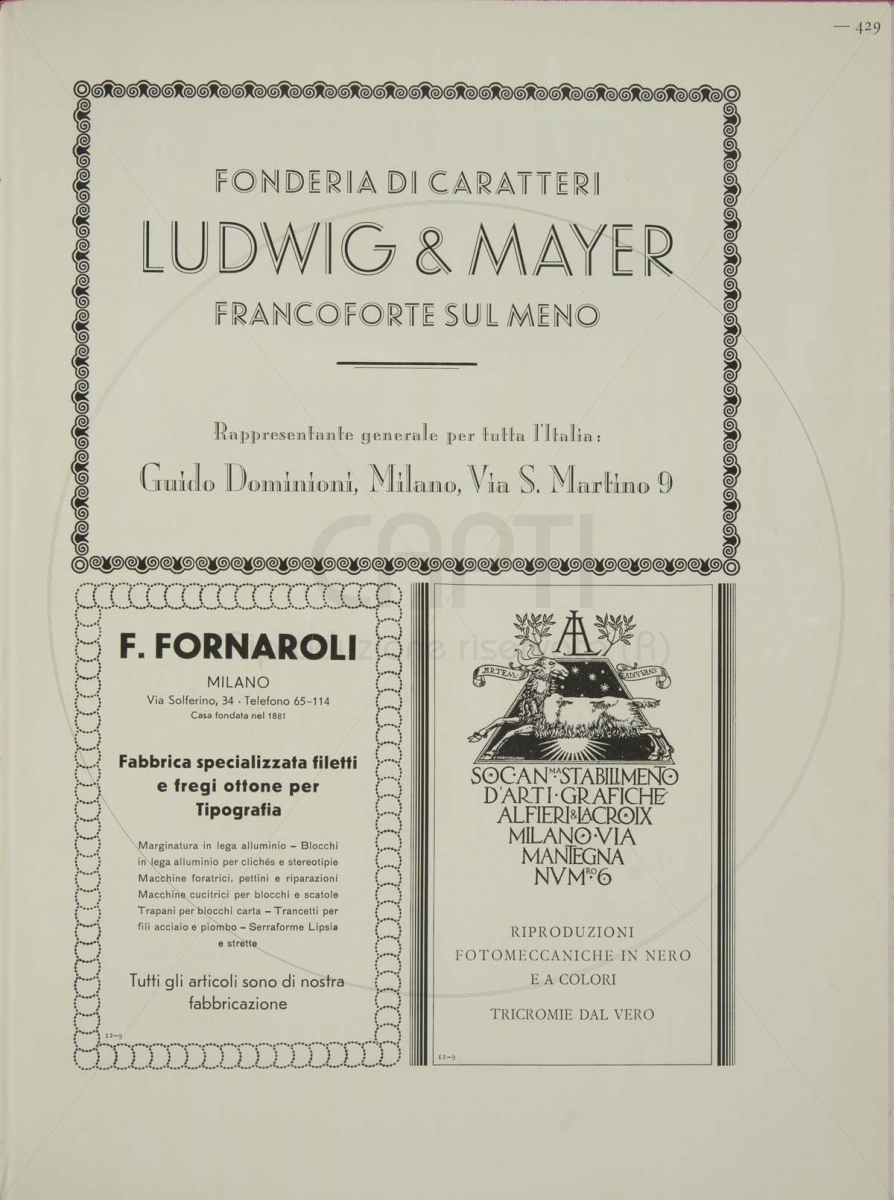 — 429
FONDERIA DI CARATTERI
LUDWIG & MAYER
FRANCOFORTE SUL MENO
Rappresentante generale per tutta l'Italia:
Guido Dominioni, Milano, Via S. Martino 9
CAPTI
F. FORNAROLI
MILANO
Via Solferino, 34 - Telefono 65-114
Casa fondata nel 1881
Fabbrica specializzata filetti
e fregi ottone per
Tipografia
Marginatura in lega alluminio – Blocchi
in lega alluminio per clichés e stereotipie
Macchine foratrici, pettini e riparazioni
Macchine cucitrici per blocchi e scatole
Trapani per blocchi carta – Trancetti per
fili acciaio e piombo – Serraforme Lipsia
e strette
Tutti gli articoli sono di nostra
fabbricazione
12-9
ARTEM
ADIVVANS
SOC·AN.MA STABILIMENTO
D'ARTI·GRAFICHE
ALFIERI & LACROIX
MILANO·VIA
MANTEGNA
NVM.RO 6
RIPRODUZIONI
FOTOMECCANICHE IN NERO
E A COLORI
TRICROMIE DAL VERO
12-9